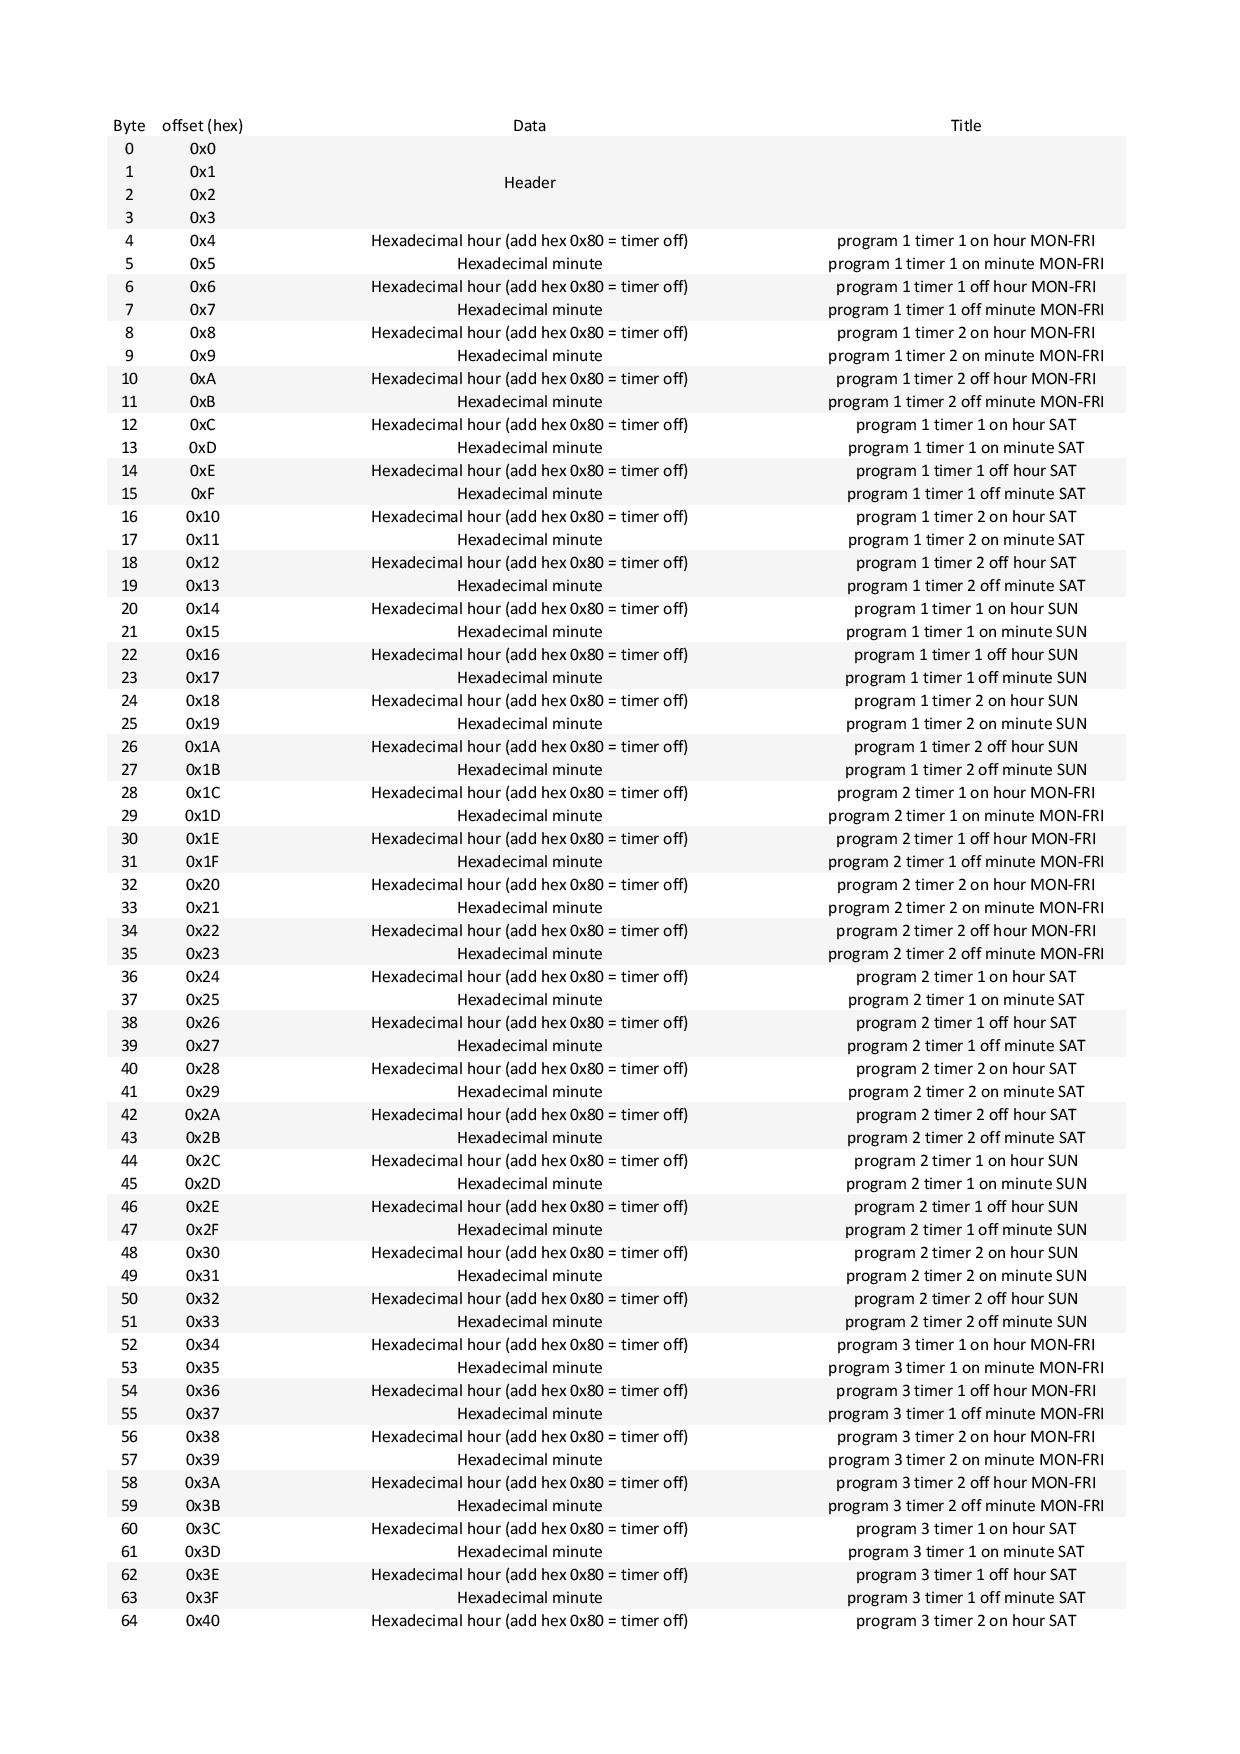 Byte offset (hex) Data Title
0 0x0
1 0x1
Header
2 0x2
3 0x3
4 0x4 Hexadecimal hour (add hex 0x80 = timer off) program 1 timer 1 on hour MON-FRI
5 0x5 Hexadecimal minute program 1 timer 1 on minute MON-FRI
6 0x6 Hexadecimal hour (add hex 0x80 = timer off) program 1 timer 1 off hour MON-FRI
7 0x7 Hexadecimal minute program 1 timer 1 off minute MON-FRI
8 0x8 Hexadecimal hour (add hex 0x80 = timer off) program 1 timer 2 on hour MON-FRI
9 0x9 Hexadecimal minute program 1 timer 2 on minute MON-FRI
10 0xA Hexadecimal hour (add hex 0x80 = timer off) program 1 timer 2 off hour MON-FRI
11 0xB Hexadecimal minute program 1 timer 2 off minute MON-FRI
12 0xC Hexadecimal hour (add hex 0x80 = timer off) program 1 timer 1 on hour SAT
13 0xD Hexadecimal minute program 1 timer 1 on minute SAT
14 0xE Hexadecimal hour (add hex 0x80 = timer off) program 1 timer 1 off hour SAT
15 0xF Hexadecimal minute program 1 timer 1 off minute SAT
16 0x10 Hexadecimal hour (add hex 0x80 = timer off) program 1 timer 2 on hour SAT
17 0x11 Hexadecimal minute program 1 timer 2 on minute SAT
18 0x12 Hexadecimal hour (add hex 0x80 = timer off) program 1 timer 2 off hour SAT
19 0x13 Hexadecimal minute program 1 timer 2 off minute SAT
20 0x14 Hexadecimal hour (add hex 0x80 = timer off) program 1 timer 1 on hour SUN
21 0x15 Hexadecimal minute program 1 timer 1 on minute SUN
22 0x16 Hexadecimal hour (add hex 0x80 = timer off) program 1 timer 1 off hour SUN
23 0x17 Hexadecimal minute program 1 timer 1 off minute SUN
24 0x18 Hexadecimal hour (add hex 0x80 = timer off) program 1 timer 2 on hour SUN
25 0x19 Hexadecimal minute program 1 timer 2 on minute SUN
26 0x1A Hexadecimal hour (add hex 0x80 = timer off) program 1 timer 2 off hour SUN
27 0x1B Hexadecimal minute program 1 timer 2 off minute SUN
28 0x1C Hexadecimal hour (add hex 0x80 = timer off) program 2 timer 1 on hour MON-FRI
29 0x1D Hexadecimal minute program 2 timer 1 on minute MON-FRI
30 0x1E Hexadecimal hour (add hex 0x80 = timer off) program 2 timer 1 off hour MON-FRI
31 0x1F Hexadecimal minute program 2 timer 1 off minute MON-FRI
32 0x20 Hexadecimal hour (add hex 0x80 = timer off) program 2 timer 2 on hour MON-FRI
33 0x21 Hexadecimal minute program 2 timer 2 on minute MON-FRI
34 0x22 Hexadecimal hour (add hex 0x80 = timer off) program 2 timer 2 off hour MON-FRI
35 0x23 Hexadecimal minute program 2 timer 2 off minute MON-FRI
36 0x24 Hexadecimal hour (add hex 0x80 = timer off) program 2 timer 1 on hour SAT
37 0x25 Hexadecimal minute program 2 timer 1 on minute SAT
38 0x26 Hexadecimal hour (add hex 0x80 = timer off) program 2 timer 1 off hour SAT
39 0x27 Hexadecimal minute program 2 timer 1 off minute SAT
40 0x28 Hexadecimal hour (add hex 0x80 = timer off) program 2 timer 2 on hour SAT
41 0x29 Hexadecimal minute program 2 timer 2 on minute SAT
42 0x2A Hexadecimal hour (add hex 0x80 = timer off) program 2 timer 2 off hour SAT
43 0x2B Hexadecimal minute program 2 timer 2 off minute SAT
44 0x2C Hexadecimal hour (add hex 0x80 = timer off) program 2 timer 1 on hour SUN
45 0x2D Hexadecimal minute program 2 timer 1 on minute SUN
46 0x2E Hexadecimal hour (add hex 0x80 = timer off) program 2 timer 1 off hour SUN
47 0x2F Hexadecimal minute program 2 timer 1 off minute SUN
48 0x30 Hexadecimal hour (add hex 0x80 = timer off) program 2 timer 2 on hour SUN
49 0x31 Hexadecimal minute program 2 timer 2 on minute SUN
50 0x32 Hexadecimal hour (add hex 0x80 = timer off) program 2 timer 2 off hour SUN
51 0x33 Hexadecimal minute program 2 timer 2 off minute SUN
52 0x34 Hexadecimal hour (add hex 0x80 = timer off) program 3 timer 1 on hour MON-FRI
53 0x35 Hexadecimal minute program 3 timer 1 on minute MON-FRI
54 0x36 Hexadecimal hour (add hex 0x80 = timer off) program 3 timer 1 off hour MON-FRI
55 0x37 Hexadecimal minute program 3 timer 1 off minute MON-FRI
56 0x38 Hexadecimal hour (add hex 0x80 = timer off) program 3 timer 2 on hour MON-FRI
57 0x39 Hexadecimal minute program 3 timer 2 on minute MON-FRI
58 0x3A Hexadecimal hour (add hex 0x80 = timer off) program 3 timer 2 off hour MON-FRI
59 0x3B Hexadecimal minute program 3 timer 2 off minute MON-FRI
60 0x3C Hexadecimal hour (add hex 0x80 = timer off) program 3 timer 1 on hour SAT
61 0x3D Hexadecimal minute program 3 timer 1 on minute SAT
62 0x3E Hexadecimal hour (add hex 0x80 = timer off) program 3 timer 1 off hour SAT
63 0x3F Hexadecimal minute program 3 timer 1 off minute SAT
64 0x40 Hexadecimal hour (add hex 0x80 = timer off) program 3 timer 2 on hour SAT